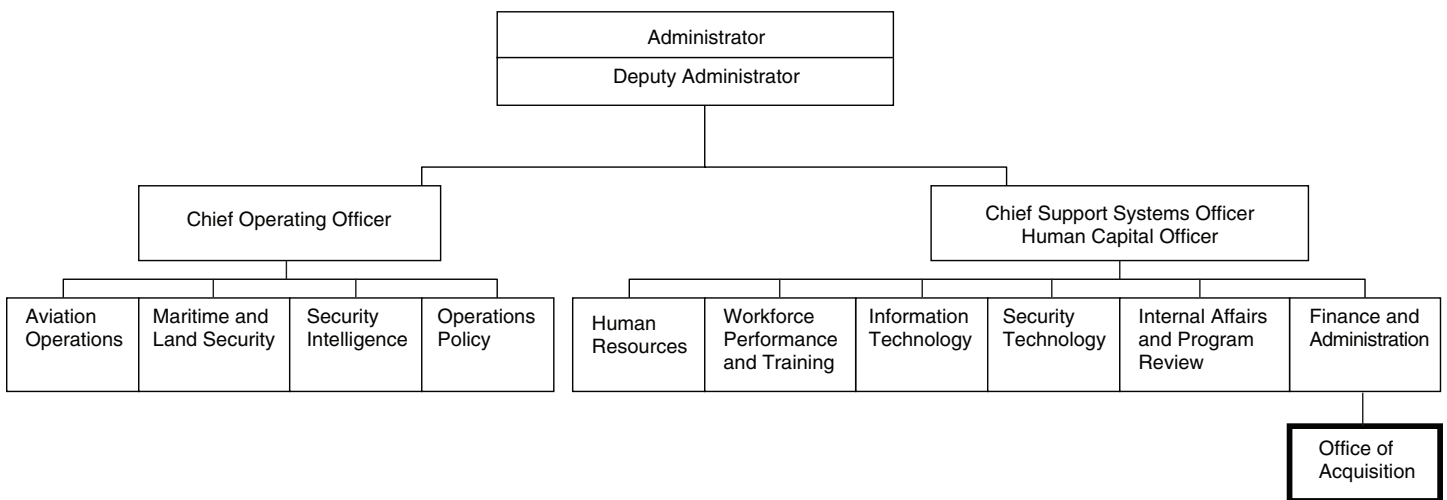 Administrator
Deputy Administrator
Chief Operating Officer
Chief Support Systems Officer
Human Capital Officer
Aviation
Operations
Maritime and
Land Security
Security
Intelligence
Operations
Policy
Human
Resources
Workforce
Performance
and Training
Information
Technology
Security
Technology
Internal Affairs
and Program
Review
Finance and
Administration
Office of
Acquisition